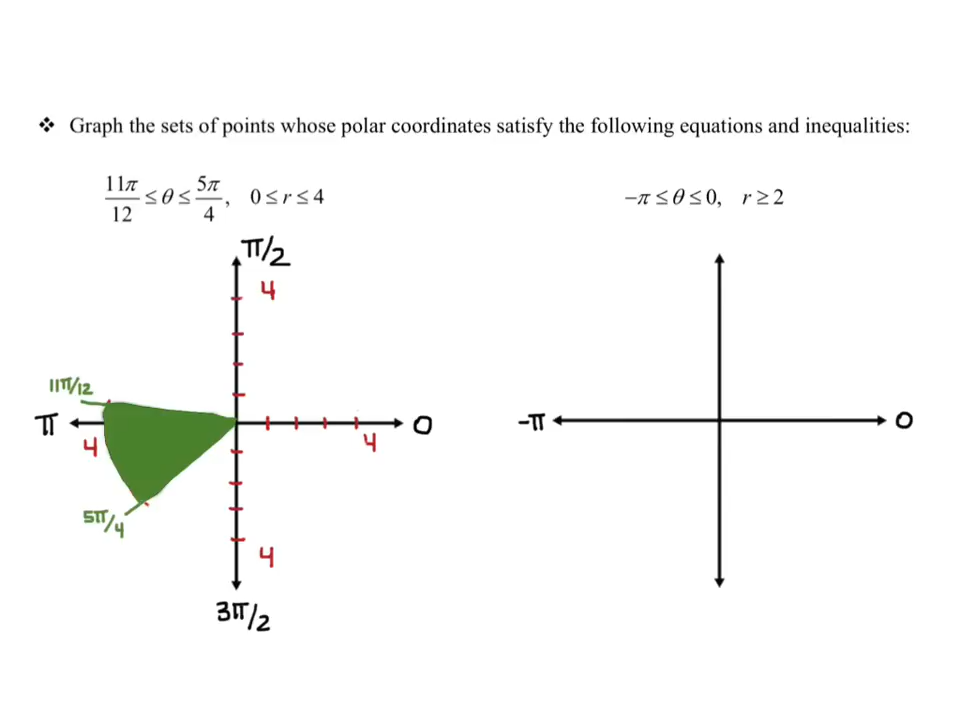 ❖ Graph the sets of points whose polar coordinates satisfy the following equations and inequalities:
11π/12 ≤ θ ≤ 5π/4, 0 ≤ r ≤ 4
−π ≤ θ ≤ 0, r ≥ 2
π/2
4
11π/12
π
4
0
4
5π/4
4
3π/2
-π
0